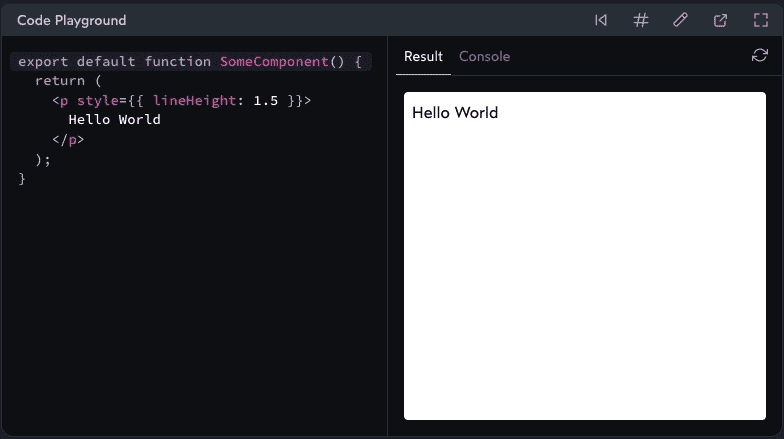 Code Playground
export default function SomeComponent() {
  return (
    <p style={{ lineHeight: 1.5 }}>
      Hello World
    </p>
  );
}
Result Console
Hello World